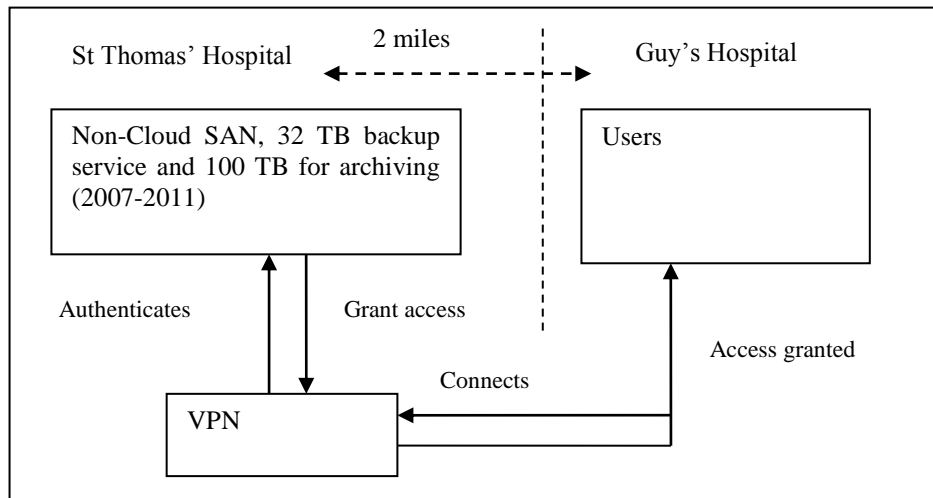 St Thomas’ Hospital
2 miles
Guy’s Hospital
Non-Cloud SAN, 32 TB backup
service and 100 TB for archiving
(2007-2011)
Users
Authenticates
Grant access
Access granted
Connects
VPN